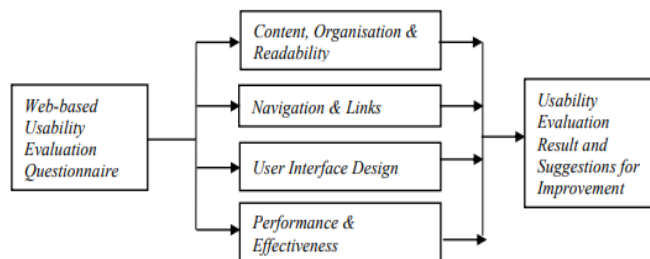 Web-based
Usability
Evaluation
Questionnaire
Content, Organisation &
Readability
Navigation & Links
User Interface Design
Performance &
Effectiveness
Usability
Evaluation
Result and
Suggestions for
Improvement